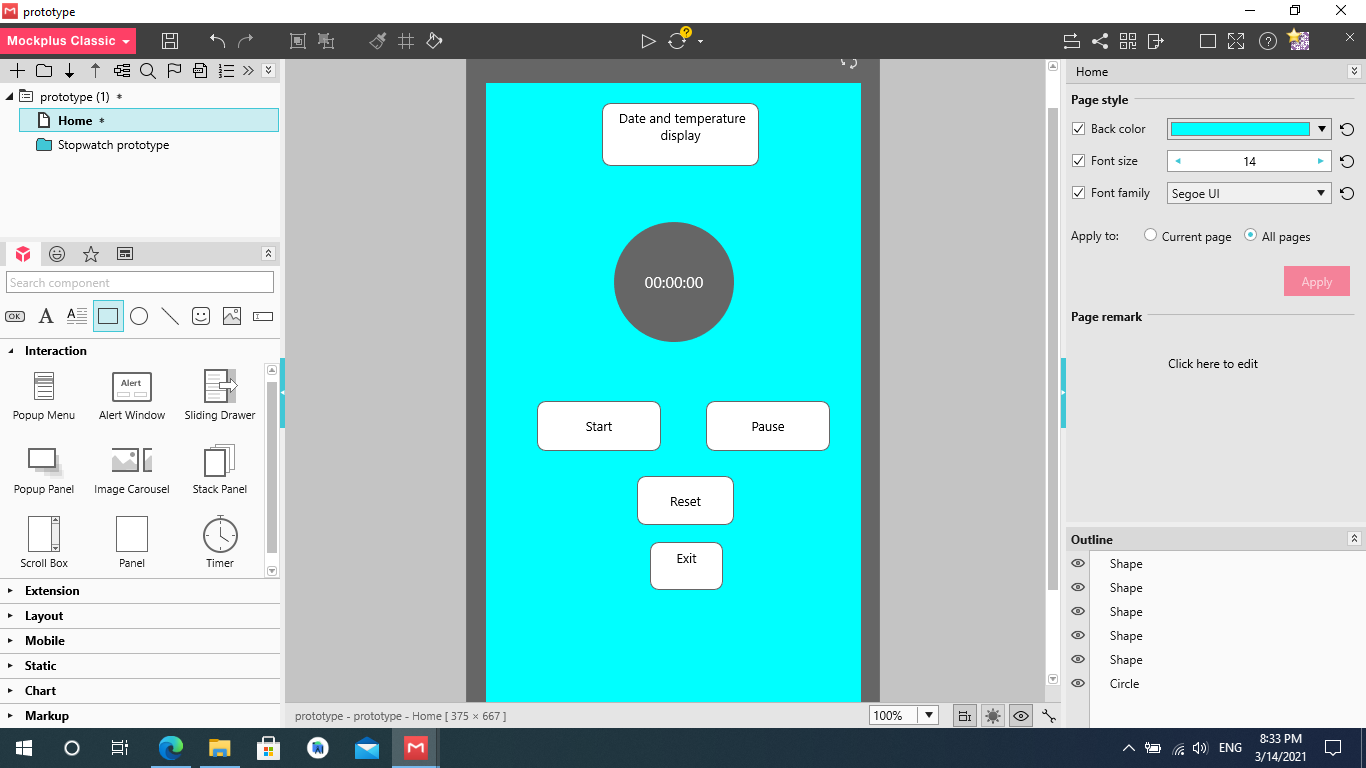 prototype
Mockplus Classic
?
?
prototype (1) *
Home *
Stopwatch prototype
Search component
OK
A
A
Interaction
Alert
Popup Menu
Alert Window
Sliding Drawer
Popup Panel
Image Carousel
Stack Panel
Scroll Box
Panel
Timer
Extension
Layout
Mobile
Static
Chart
Markup
Date and temperature
display
00:00:00
Start
Pause
Reset
Exit
prototype - prototype - Home [ 375 × 667 ]
100%
Home
Page style
Back color
Font size
14
Font family
Segoe UI
Apply to:
Current page
All pages
Apply
Page remark
Click here to edit
Outline
Shape
Shape
Shape
Shape
Shape
Circle
ENG
8:33 PM
3/14/2021